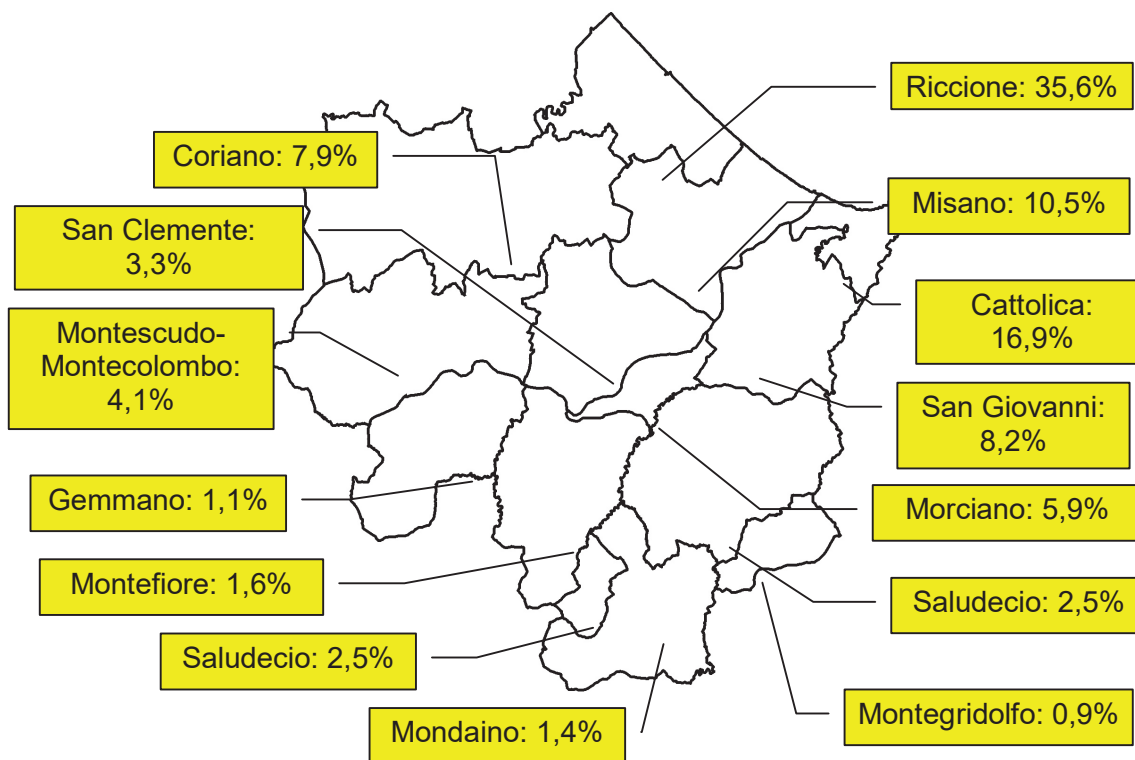 Riccione: 35,6%
Coriano: 7,9%
Misano: 10,5%
San Clemente:
3,3%
Cattolica:
16,9%
Montescudo-
Montecolombo:
4,1%
San Giovanni:
8,2%
Gemmano: 1,1%
Morciano: 5,9%
Montefiore: 1,6%
Saludecio: 2,5%
Saludecio: 2,5%
Montegridolfo: 0,9%
Mondaino: 1,4%